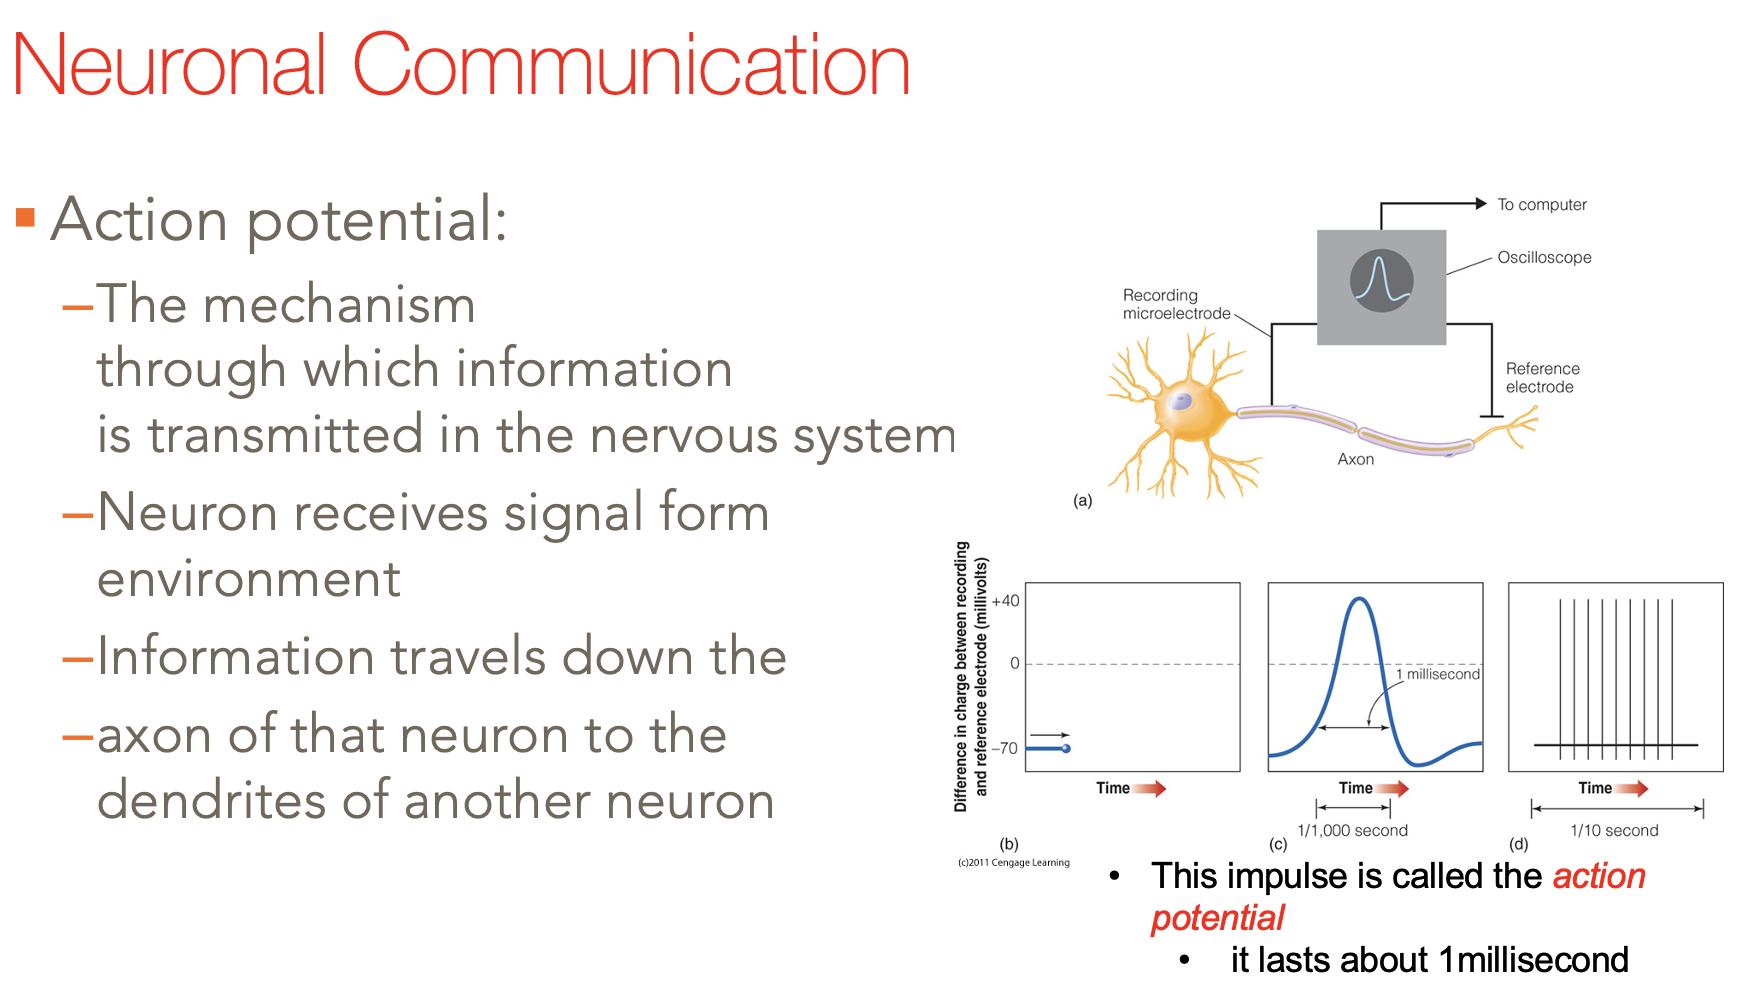 Neuronal Communication
Action potential:
–The mechanism
through which information
is transmitted in the nervous system
–Neuron receives signal form
environment
–Information travels down the
–axon of that neuron to the
dendrites of another neuron
To computer
Oscilloscope
Recording
microelectrode
Reference
electrode
Axon
(a)
Difference in charge between recording
and reference electrode (millivolts)
+40
0
–70
Time
(b)
(c)2011 Cengage Learning
1 millisecond
Time
1/1,000 second
(c)
Time
1/10 second
(d)
• This impulse is called the action
potential
• it lasts about 1millisecond